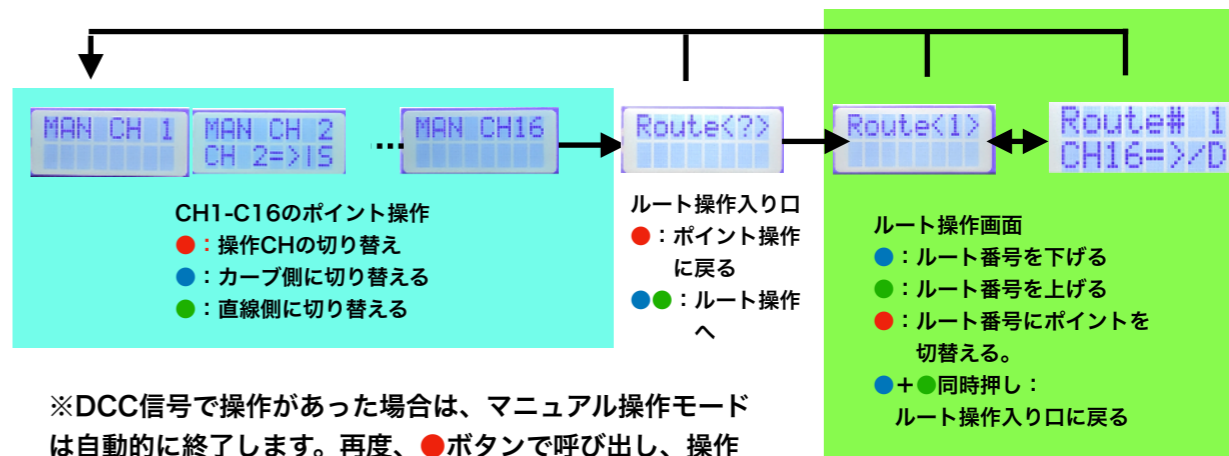 MAN CH 1
MAN CH 2
CH 2=>|S
MAN CH16
Route<?>
Route<1>
Route# 1
CH16=>/D
CH1-C16のポイント操作
●：操作CHの切り替え
●：カーブ側に切り替える
●：直線側に切り替える
ルート操作入り口
●：ポイント操作
に戻る
●●：ルート操作
へ
ルート操作画面
●：ルート番号を下げる
●：ルート番号を上げる
●：ルート番号にポイントを
切替える。
●＋●同時押し：
ルート操作入り口に戻る
※DCC信号で操作があった場合は、マニュアル操作モード
は自動的に終了します。再度、●ボタンで呼び出し、操作